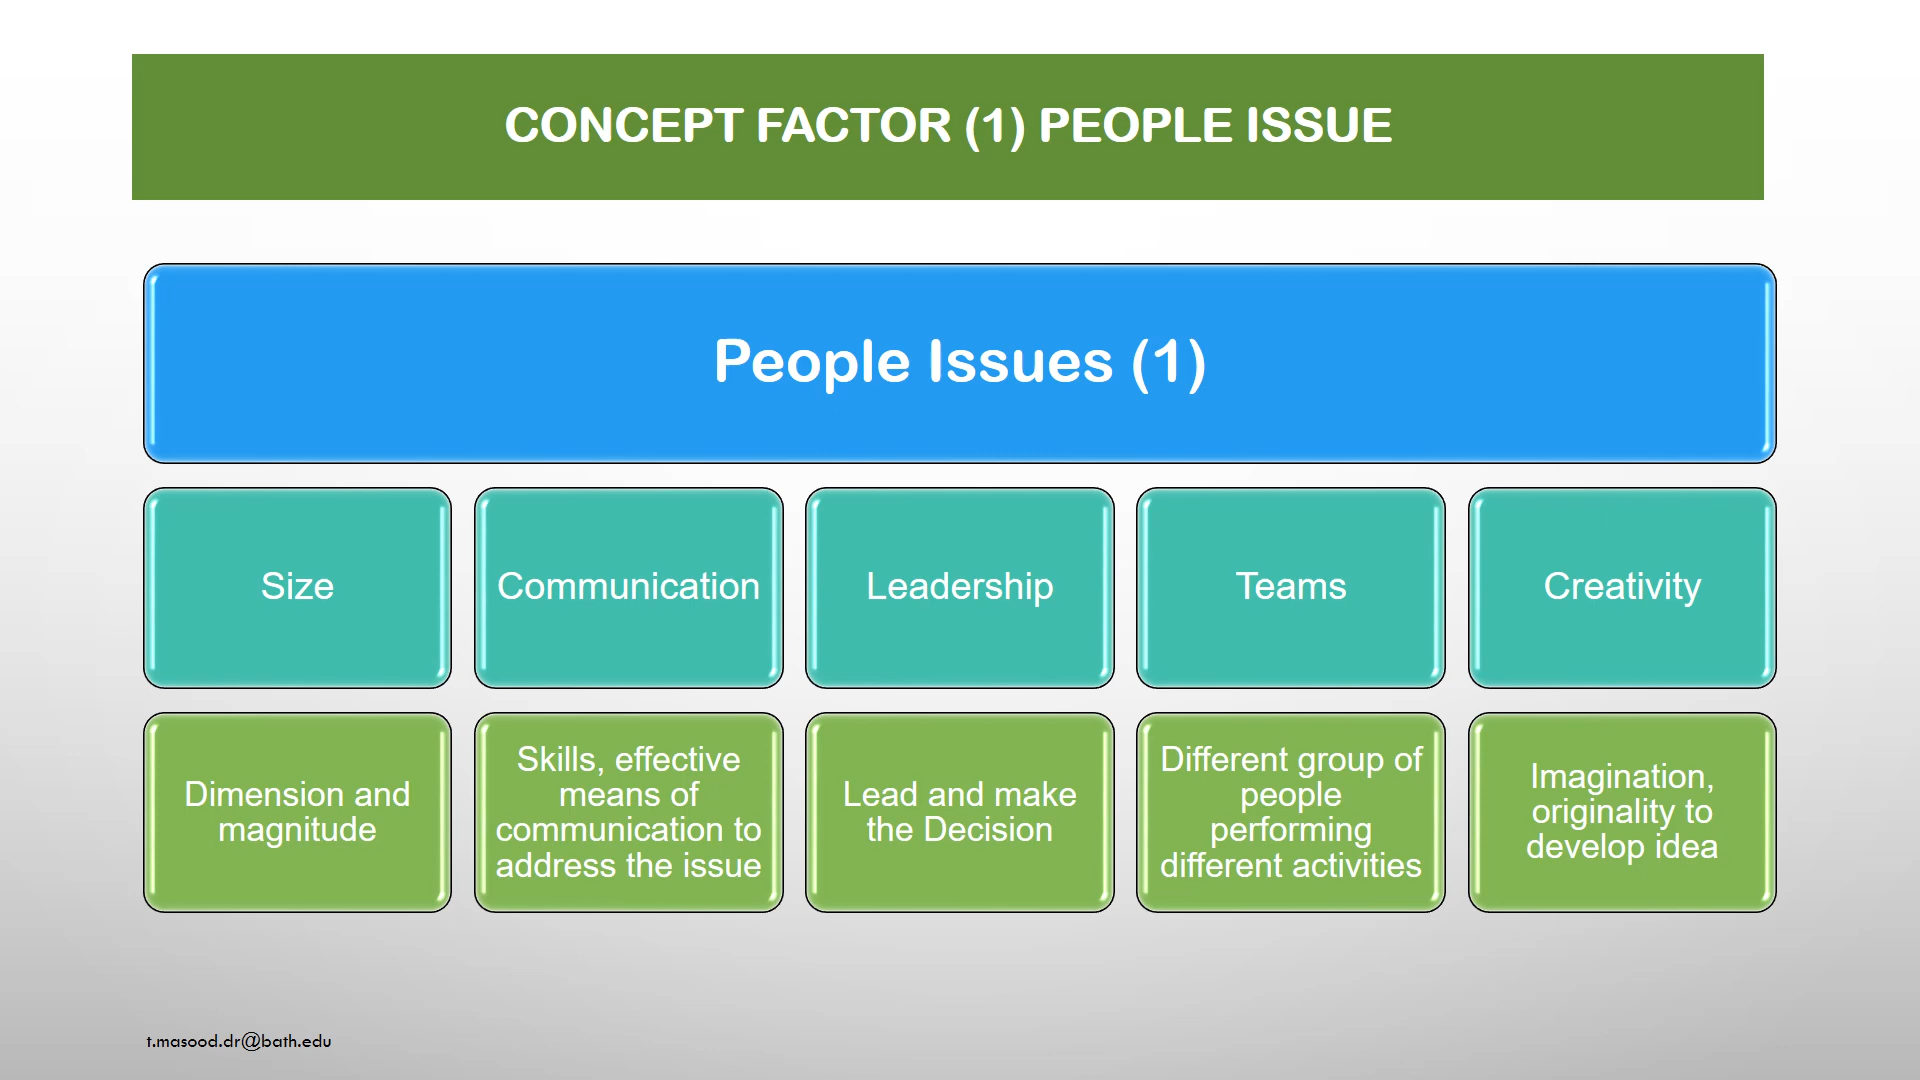 CONCEPT FACTOR (1) PEOPLE ISSUE
People Issues (1)
Size
Communication
Leadership
Teams
Creativity
Dimension and
magnitude
Skills, effective
means of
communication to
address the issue
Lead and make
the Decision
Different group of
people
performing
different activities
Imagination,
originality to
develop idea
t.masood.dr@bath.edu